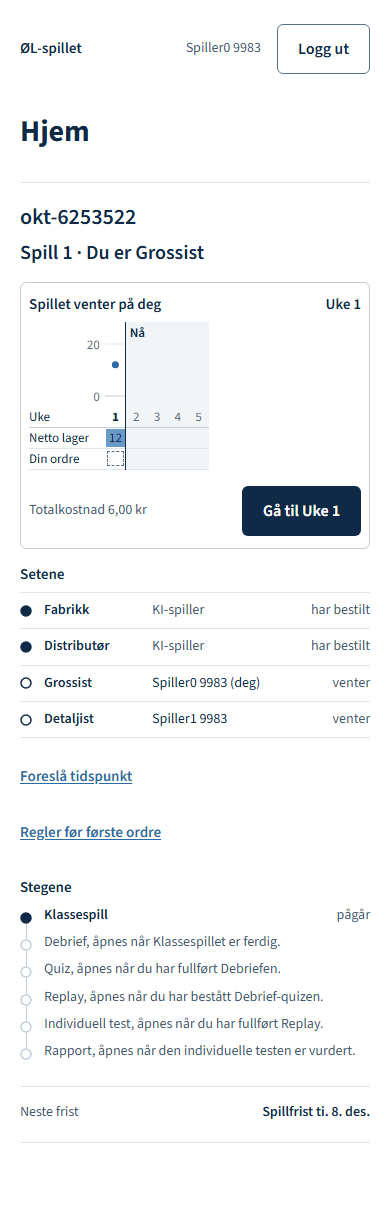 ØL-spillet Spiller0 9983 Logg ut
Hjem
okt-6253522
Spill 1 · Du er Grossist
Spillet venter på deg Uke 1
Nå
20
0
Uke 1 2 3 4 5
Netto lager 12
Din ordre
Totalkostnad 6,00 kr Gå til Uke 1
Setene
Fabrikk KI-spiller har bestilt
Distributør KI-spiller har bestilt
Grossist Spiller0 9983 (deg) venter
Detaljist Spiller1 9983 venter
Foreslå tidspunkt
Regler før første ordre
Stegene
Klassespill pågår
Debrief, åpnes når Klassespillet er ferdig.
Quiz, åpnes når du har fullført Debriefen.
Replay, åpnes når du har bestått Debrief-quizen.
Individuell test, åpnes når du har fullført Replay.
Rapport, åpnes når den individuelle testen er vurdert.
Neste frist Spillfrist ti. 8. des.